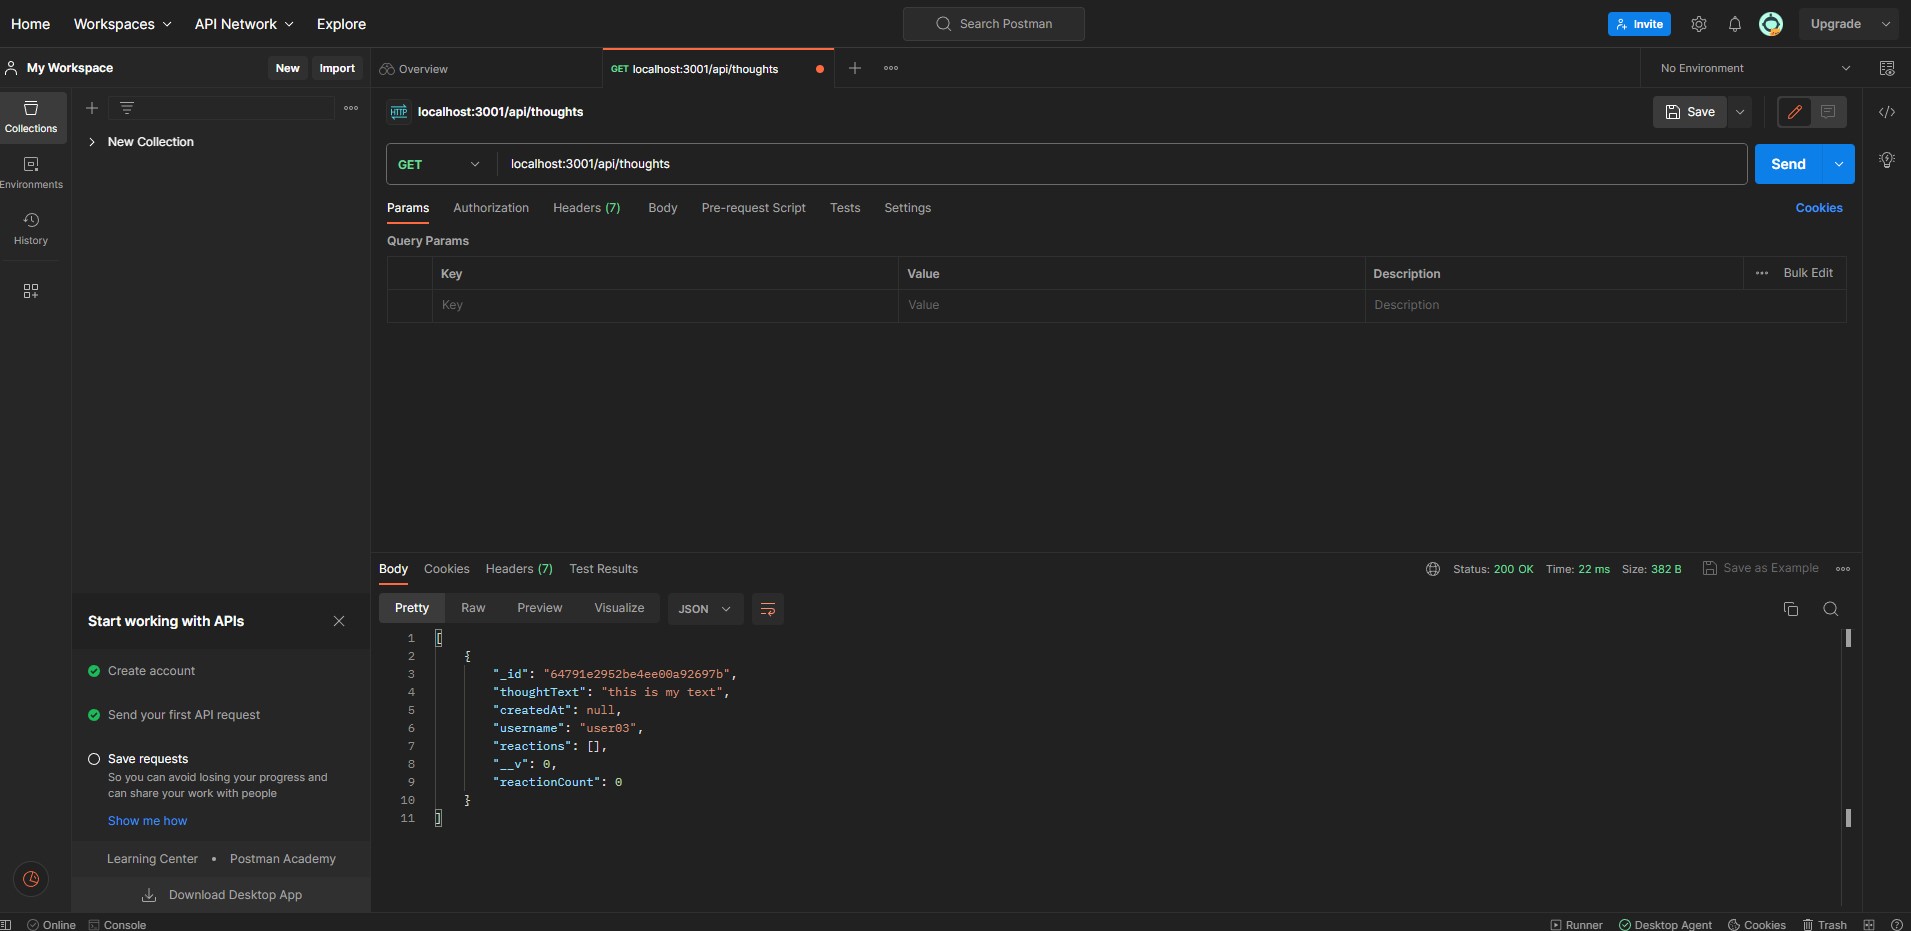 Home Workspaces API Network Explore Search Postman Invite Upgrade
My Workspace New Import Overview GET localhost:3001/api/thoughts No Environment
Collections
New Collection
Environments
History
localhost:3001/api/thoughts Save
GET localhost:3001/api/thoughts Send
Params Authorization Headers (7) Body Pre-request Script Tests Settings Cookies
Query Params
Key Value Description Bulk Edit
Key Value Description
Body Cookies Headers (7) Test Results Status: 200 OK Time: 22 ms Size: 382 B Save as Example
Pretty Raw Preview Visualize JSON
1 [
2 {
3 "_id": "64791e2952be4ee00a92697b",
4 "thoughtText": "this is my text",
5 "createdAt": null,
6 "username": "user03",
7 "reactions": [],
8 "__v": 0,
9 "reactionCount": 0
10 }
11 ]
Start working with APIs
Create account
Send your first API request
Save requests
So you can avoid losing your progress and
can share your work with people
Show me how
Learning Center • Postman Academy
Download Desktop App
Online Console Runner Desktop Agent Cookies Trash